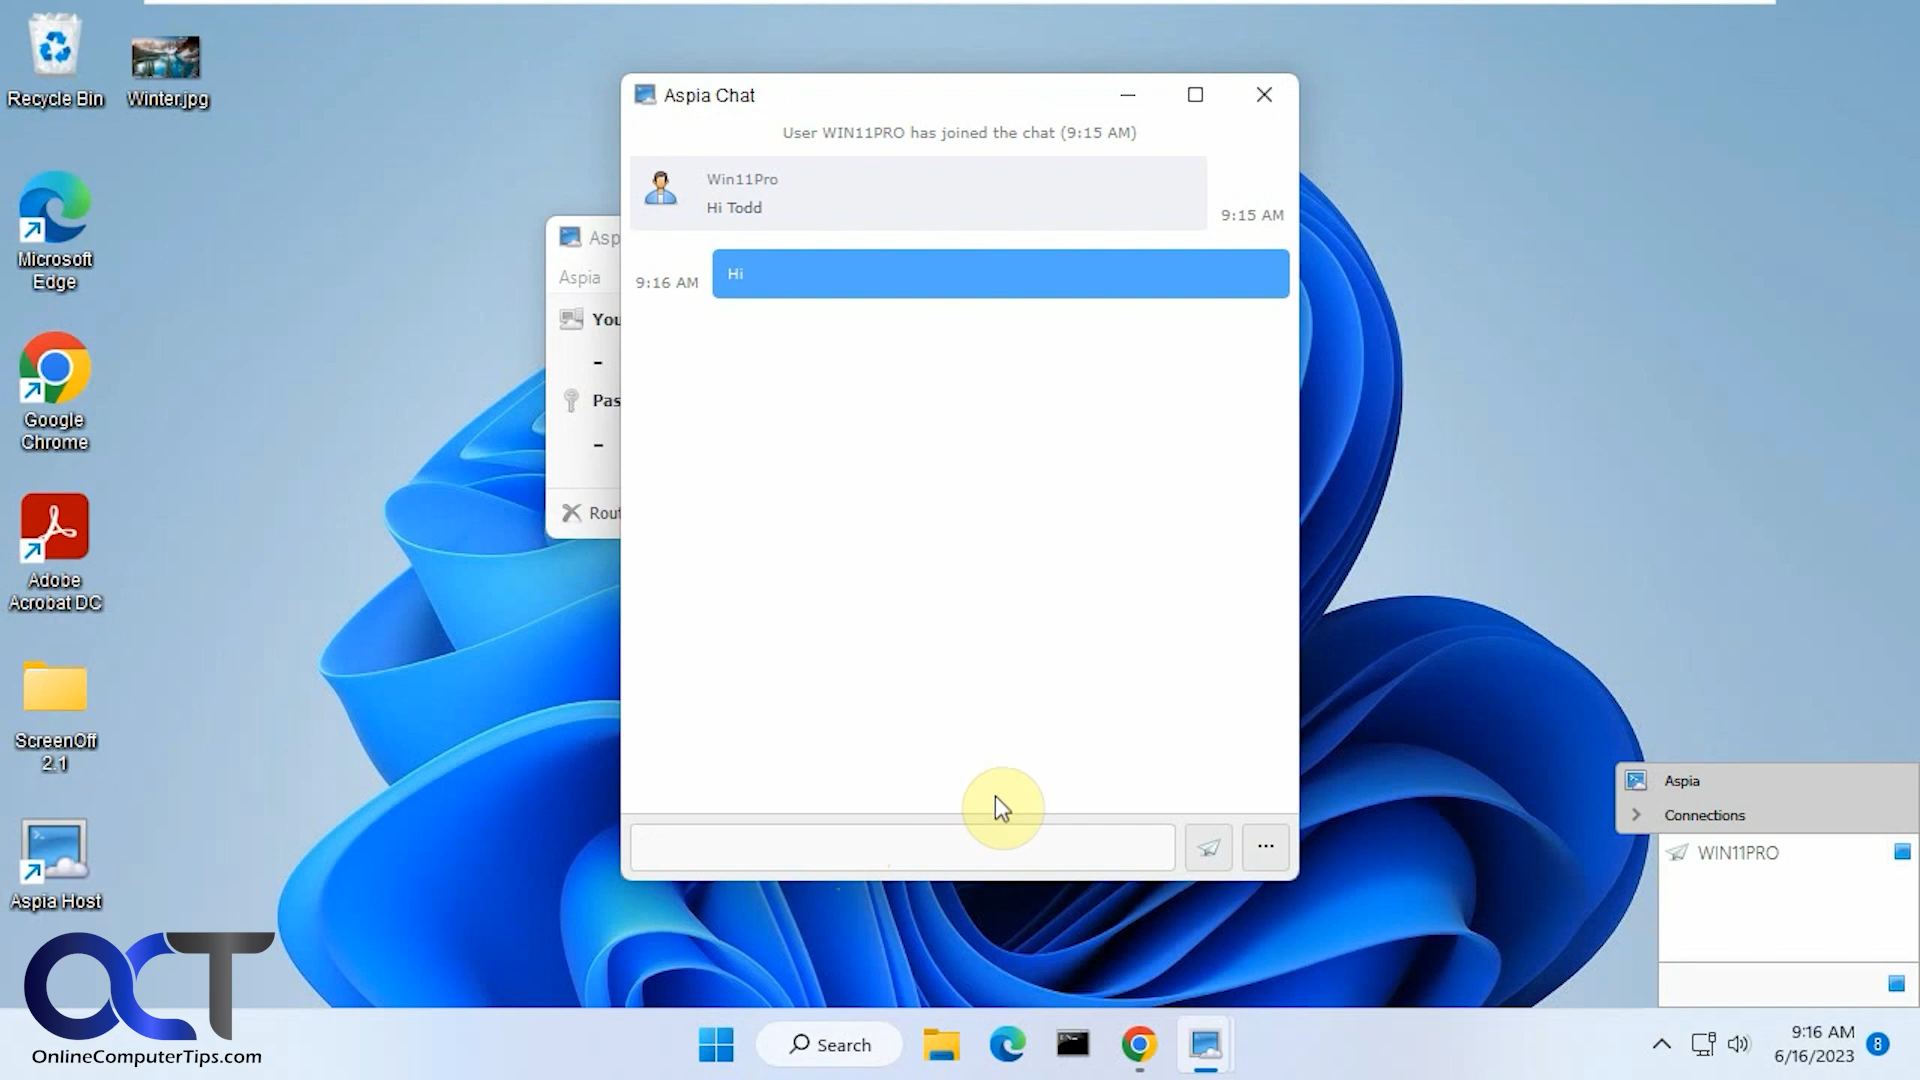 Recycle Bin
Winter.jpg
Microsoft
Edge
Google
Chrome
Adobe
Acrobat DC
ScreenOff
2.1
Aspia Host
OCT
OnlineComputerTips.com
Asp
Aspia
You
-
Pas
-
Rout
Aspia Chat
User WIN11PRO has joined the chat (9:15 AM)
Win11Pro
Hi Todd
9:15 AM
9:16 AM
Hi
...
Aspia
Connections
WIN11PRO
Search
9:16 AM
6/16/2023
8